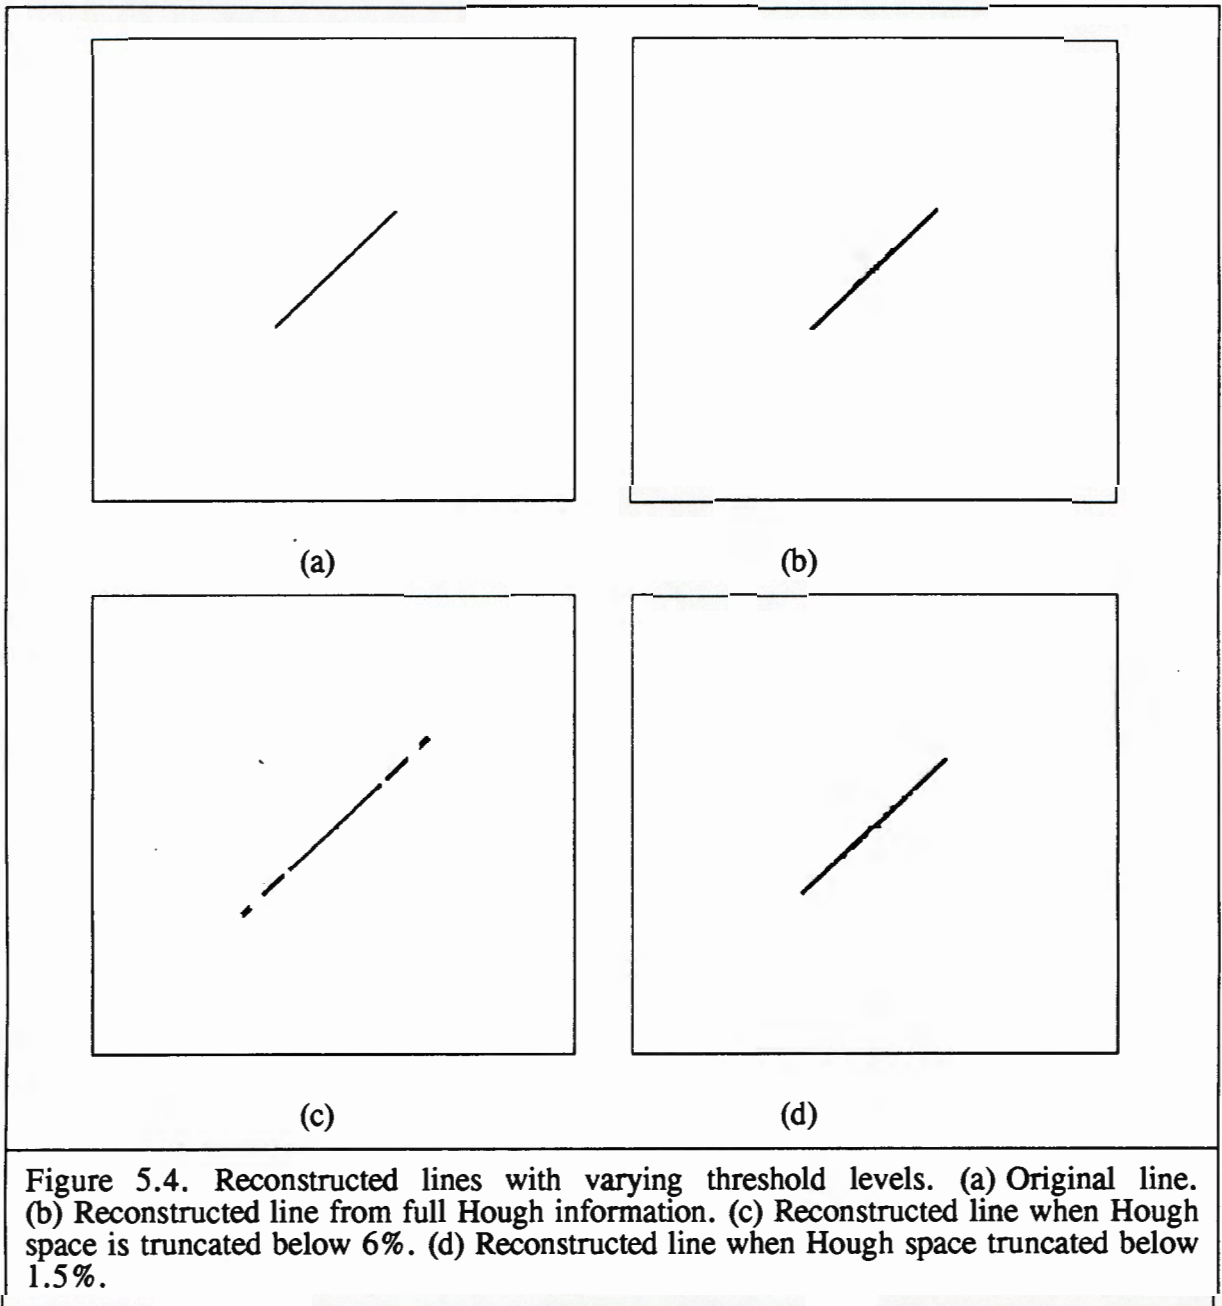 (a)
(b)
(c)
(d)
Figure 5.4. Reconstructed lines with varying threshold levels. (a) Original line.
(b) Reconstructed line from full Hough information. (c) Reconstructed line when Hough
space is truncated below 6%. (d) Reconstructed line when Hough space truncated below
1.5%.